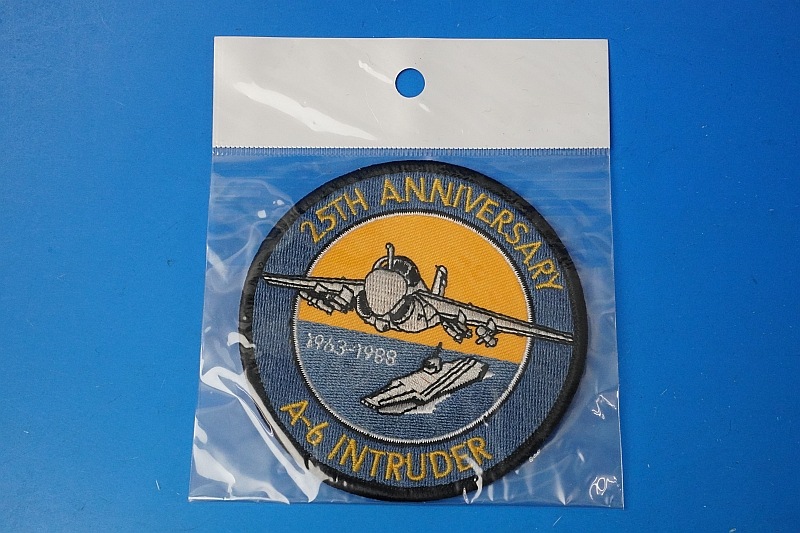 25TH ANNIVERSARY
1963-1988
A-6 INTRUDER